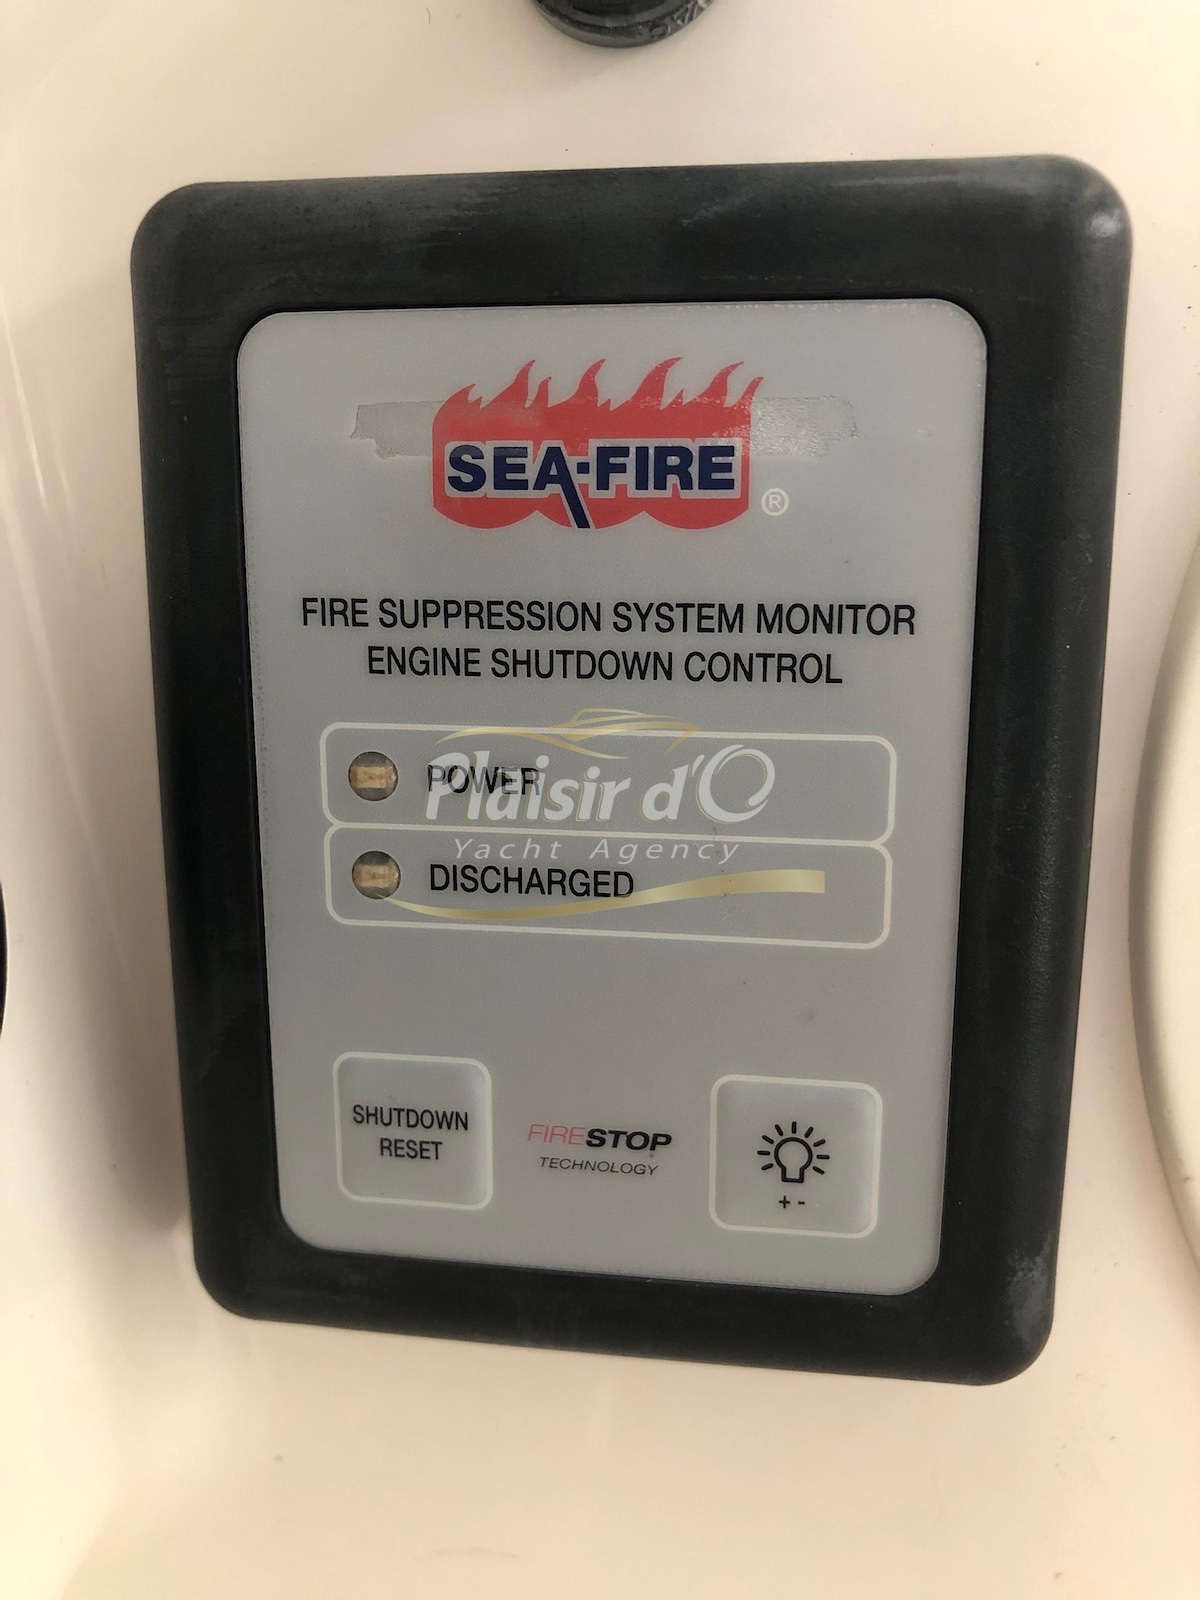 SEA-FIRE
®
FIRE SUPPRESSION SYSTEM MONITOR
ENGINE SHUTDOWN CONTROL
POWER
Plaisir d'O
Yacht Agency
DISCHARGED
SHUTDOWN
RESET
FIRESTOP
TECHNOLOGY
+ -